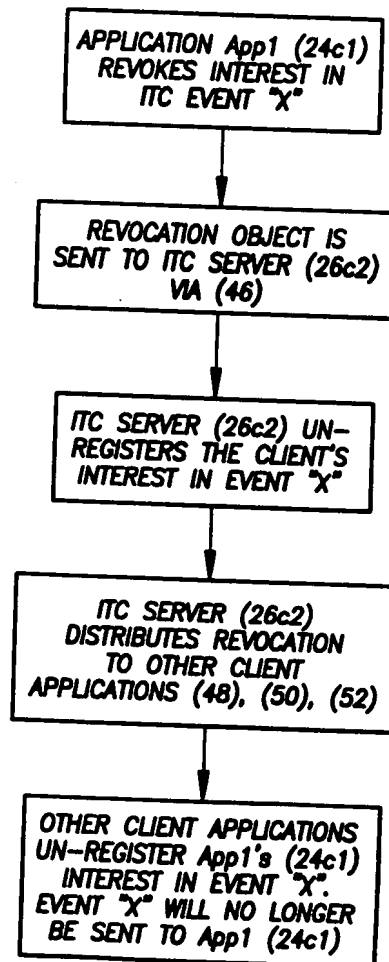 APPLICATION App1 (24c1)
REVOKES INTEREST IN
ITC EVENT "X"
REVOCATION OBJECT IS
SENT TO ITC SERVER (26c2)
VIA (46)
ITC SERVER (26c2) UN-
REGISTERS THE CLIENT'S
INTEREST IN EVENT "X"
ITC SERVER (26c2)
DISTRIBUTES REVOCATION
TO OTHER CLIENT
APPLICATIONS (48), (50), (52)
OTHER CLIENT APPLICATIONS
UN-REGISTER App1's (24c1)
INTEREST IN EVENT "X".
EVENT "X" WILL NO LONGER
BE SENT TO App1 (24c1)